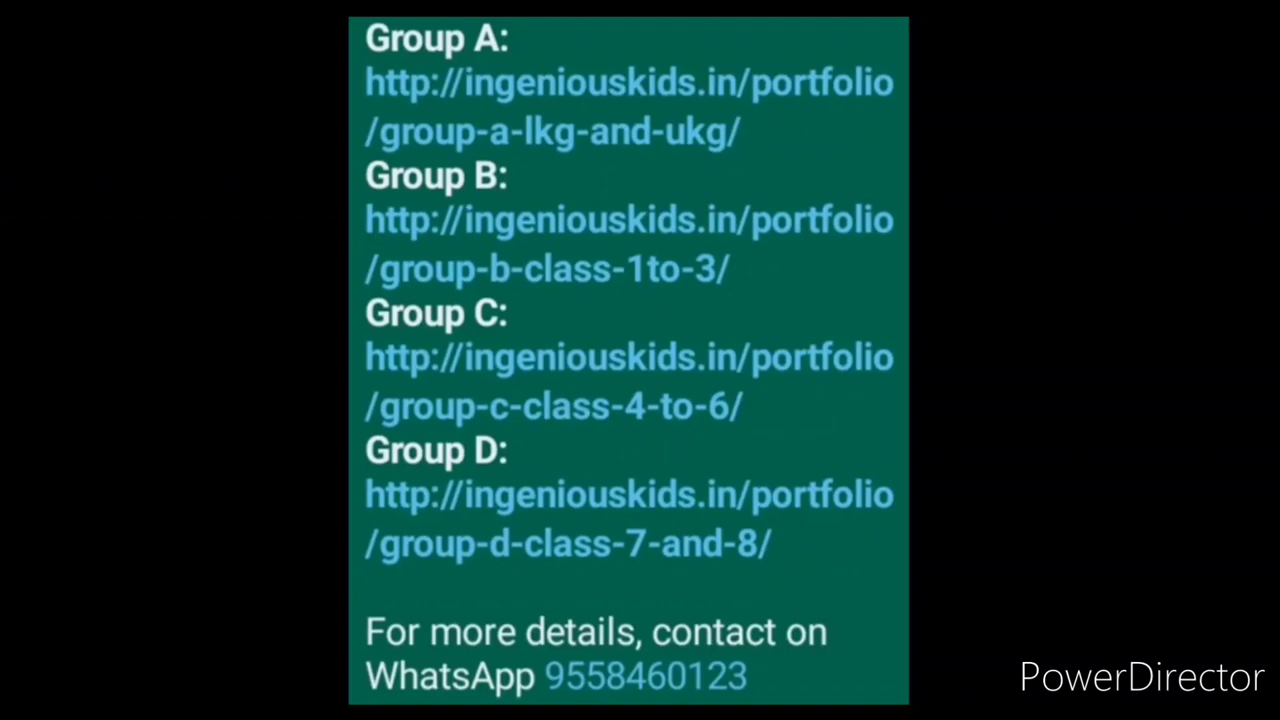 Group A:
http://ingeniouskids.in/portfolio
/group-a-lkg-and-ukg/
Group B:
http://ingeniouskids.in/portfolio
/group-b-class-1to-3/
Group C:
http://ingeniouskids.in/portfolio
/group-c-class-4-to-6/
Group D:
http://ingeniouskids.in/portfolio
/group-d-class-7-and-8/
For more details, contact on
WhatsApp 9558460123
PowerDirector